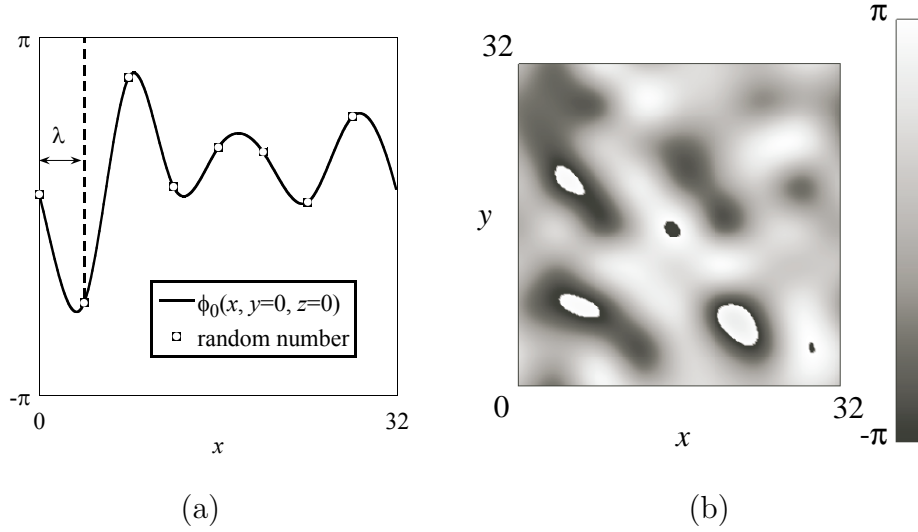 π
λ
ϕ₀(x, y=0, z=0)
random number
-π
0
32
x
(a)
32
y
0
32
x
π
-π
(b)